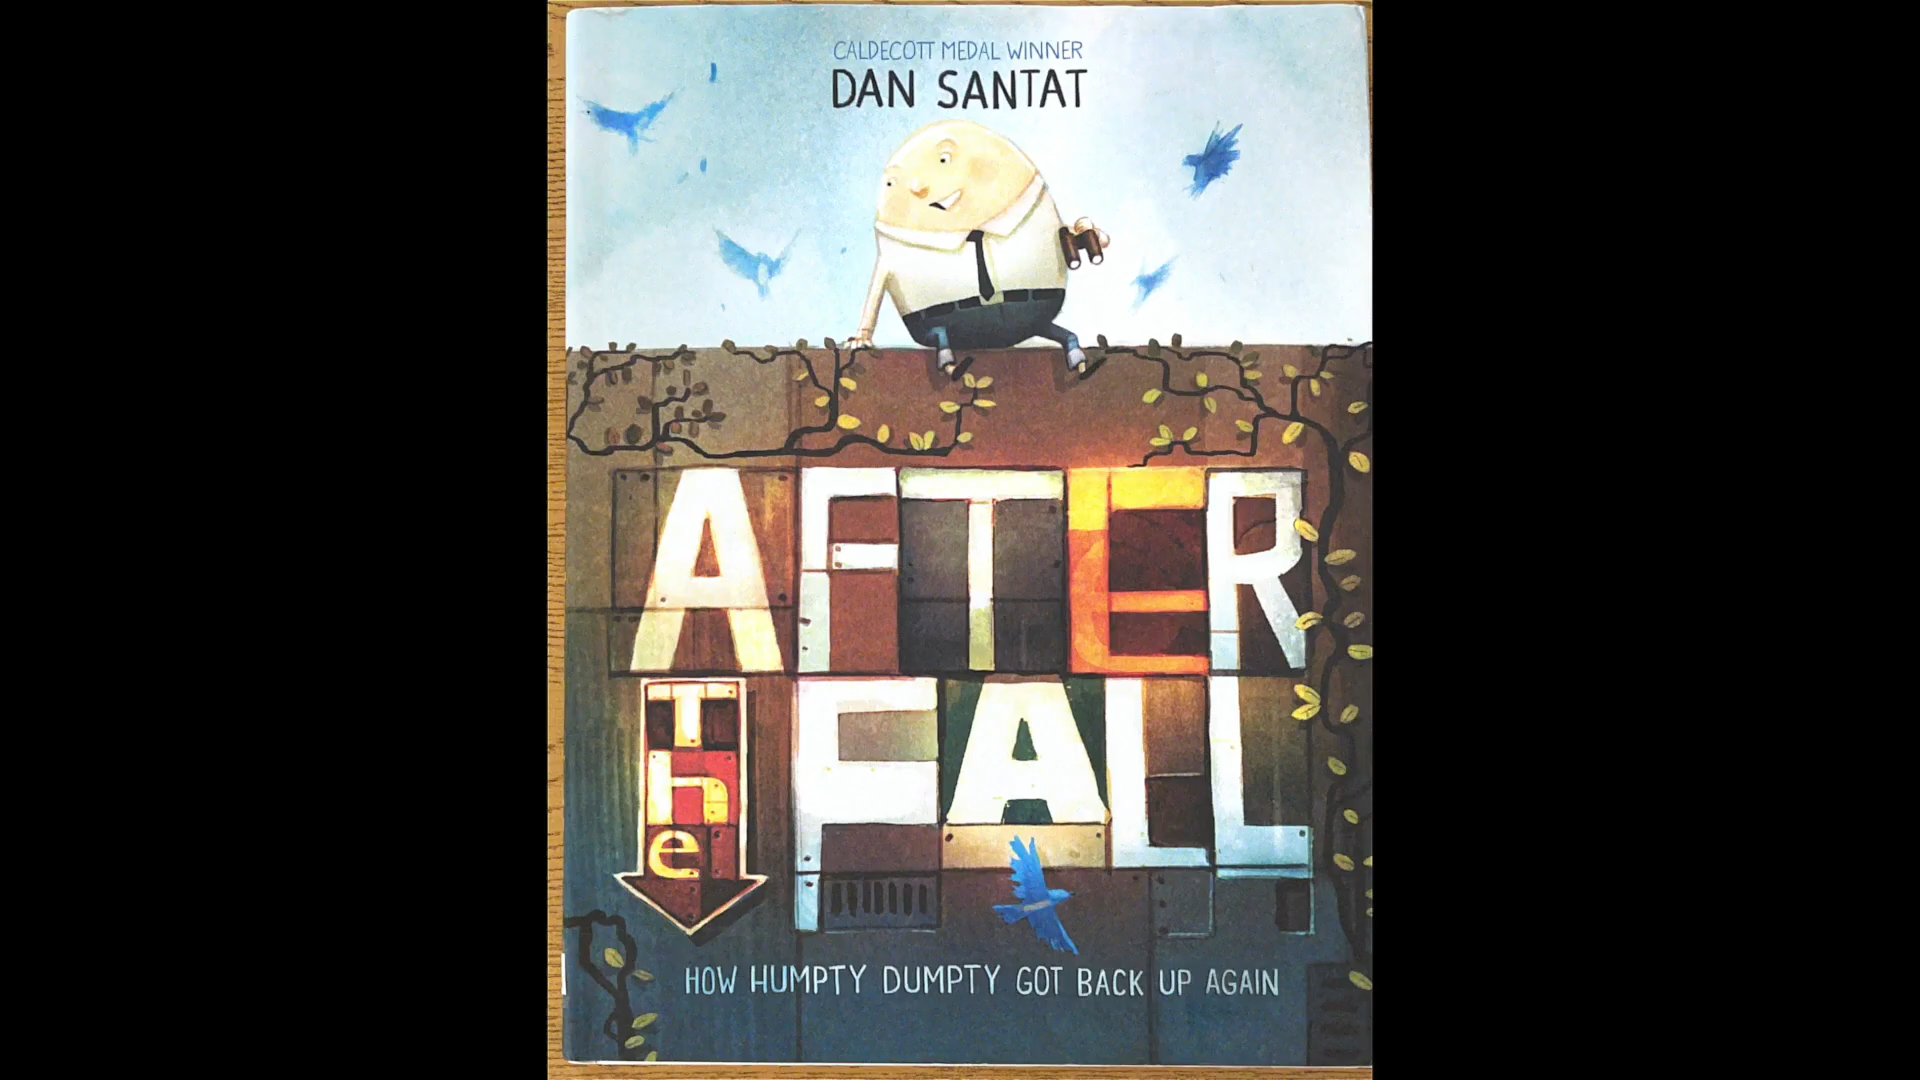 CALDECOTT MEDAL WINNER
DAN SANTAT
AFTER
The
FALL
HOW HUMPTY DUMPTY GOT BACK UP AGAIN